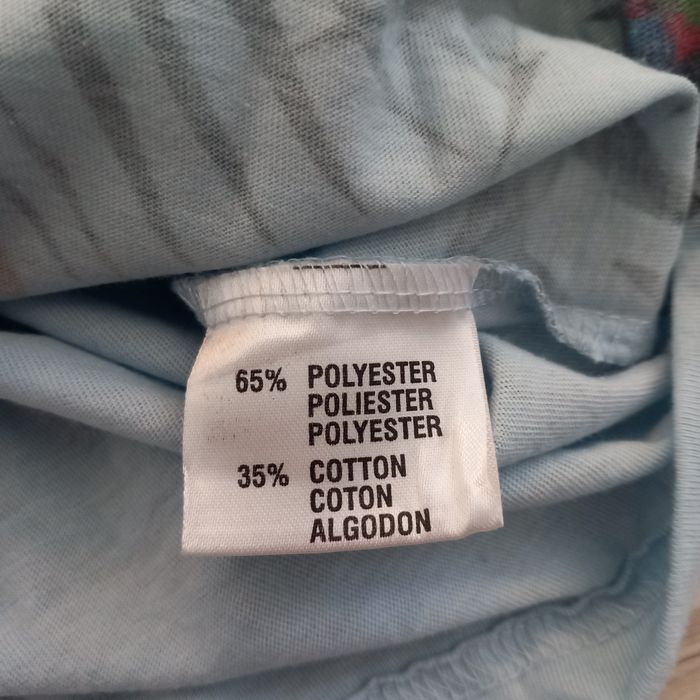 65% POLYESTER
POLIESTER
POLYESTER
35% COTTON
COTON
ALGODON